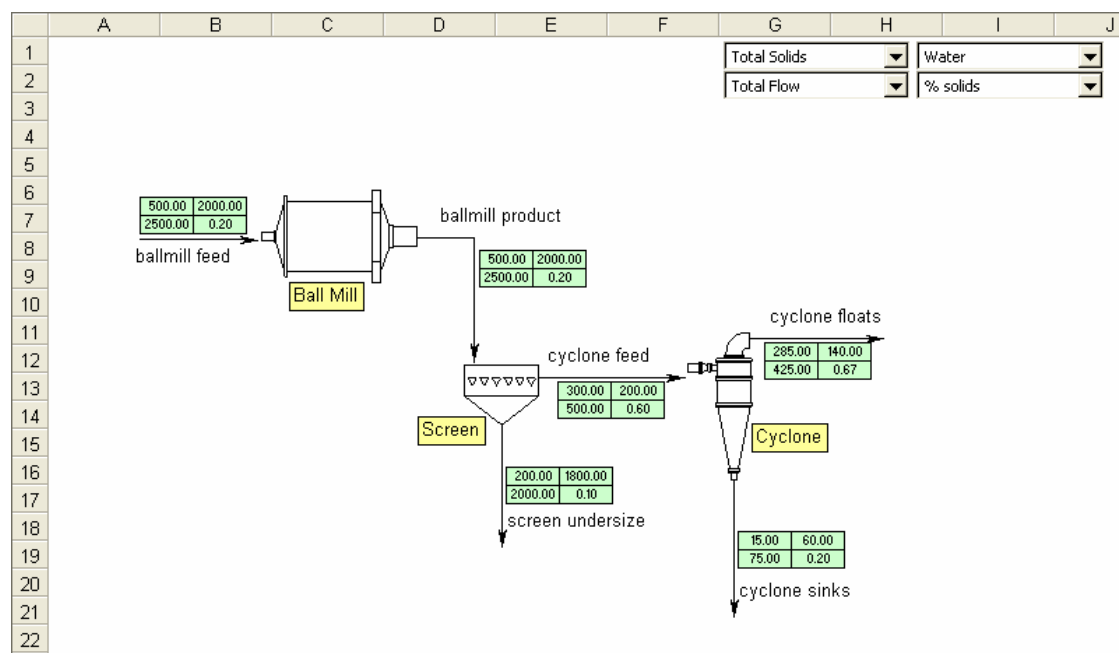 A B C D E F G H I J
1 Total Solids Water
2 Total Flow % solids
3
4
5
6
500.00 2000.00
7 2500.00 0.20 ballmill product
8 ballmill feed 500.00 2000.00
9 2500.00 0.20
10 Ball Mill
11 cyclone floats
12 cyclone feed 285.00 140.00
425.00 0.67
13 300.00 200.00
14 500.00 0.60
Screen Cyclone
15
16 200.00 1800.00
17 2000.00 0.10
18 screen undersize
15.00 60.00
19 75.00 0.20
20 cyclone sinks
21
22